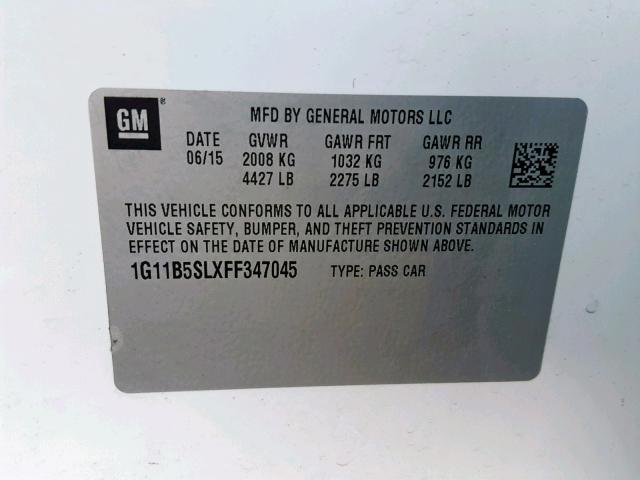 GM®
MFD BY GENERAL MOTORS LLC
DATE GVWR GAWR FRT GAWR RR
06/15 2008 KG 1032 KG 976 KG
4427 LB 2275 LB 2152 LB
THIS VEHICLE CONFORMS TO ALL APPLICABLE U.S. FEDERAL MOTOR
VEHICLE SAFETY, BUMPER, AND THEFT PREVENTION STANDARDS IN
EFFECT ON THE DATE OF MANUFACTURE SHOWN ABOVE.
1G11B5SLXFF347045 TYPE: PASS CAR